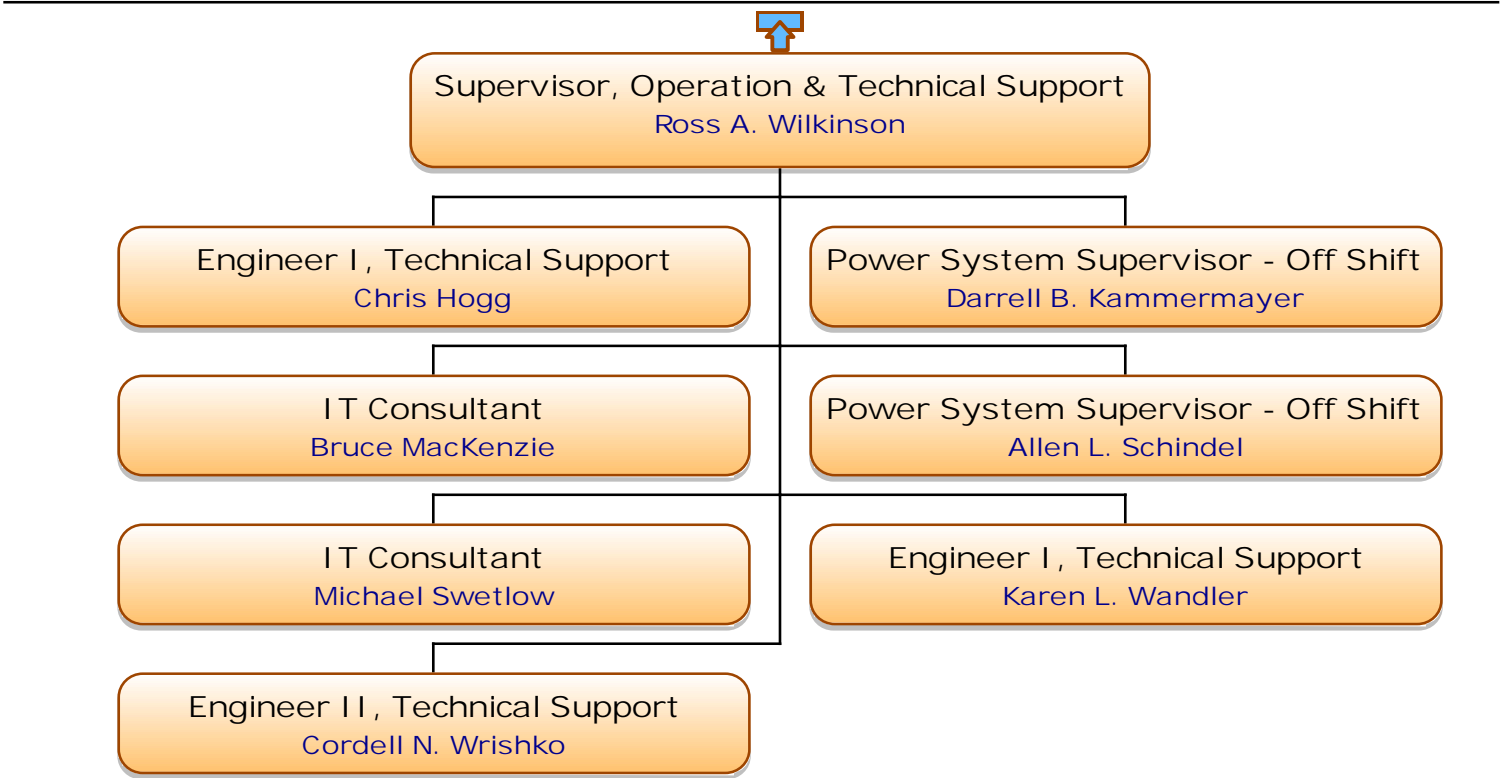 Supervisor, Operation & Technical Support
Ross A. Wilkinson
Engineer I, Technical Support
Chris Hogg
Power System Supervisor - Off Shift
Darrell B. Kammermayer
IT Consultant
Bruce MacKenzie
Power System Supervisor - Off Shift
Allen L. Schindel
IT Consultant
Michael Swetlow
Engineer I, Technical Support
Karen L. Wandler
Engineer II, Technical Support
Cordell N. Wrishko